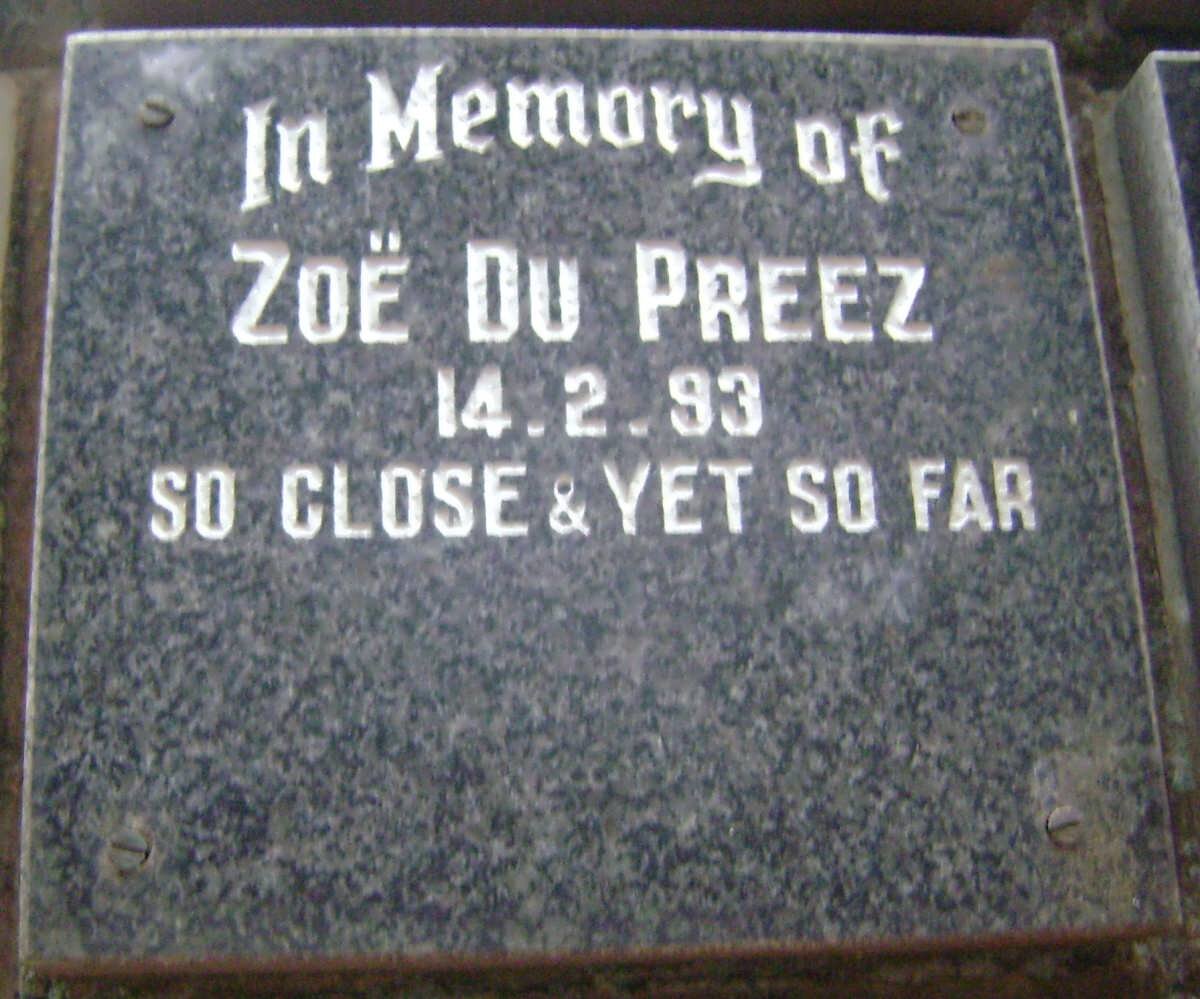 In Memory of
ZOË DU PREEZ
14.2.93
SO CLOSE & YET SO FAR